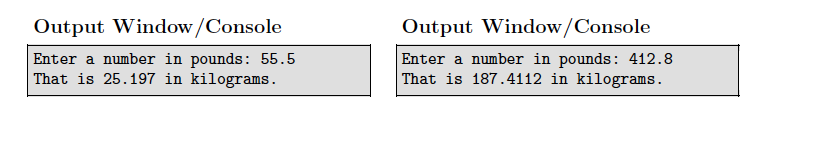 Output Window/Console
Enter a number in pounds: 55.5
That is 25.197 in kilograms.
Output Window/Console
Enter a number in pounds: 412.8
That is 187.4112 in kilograms.